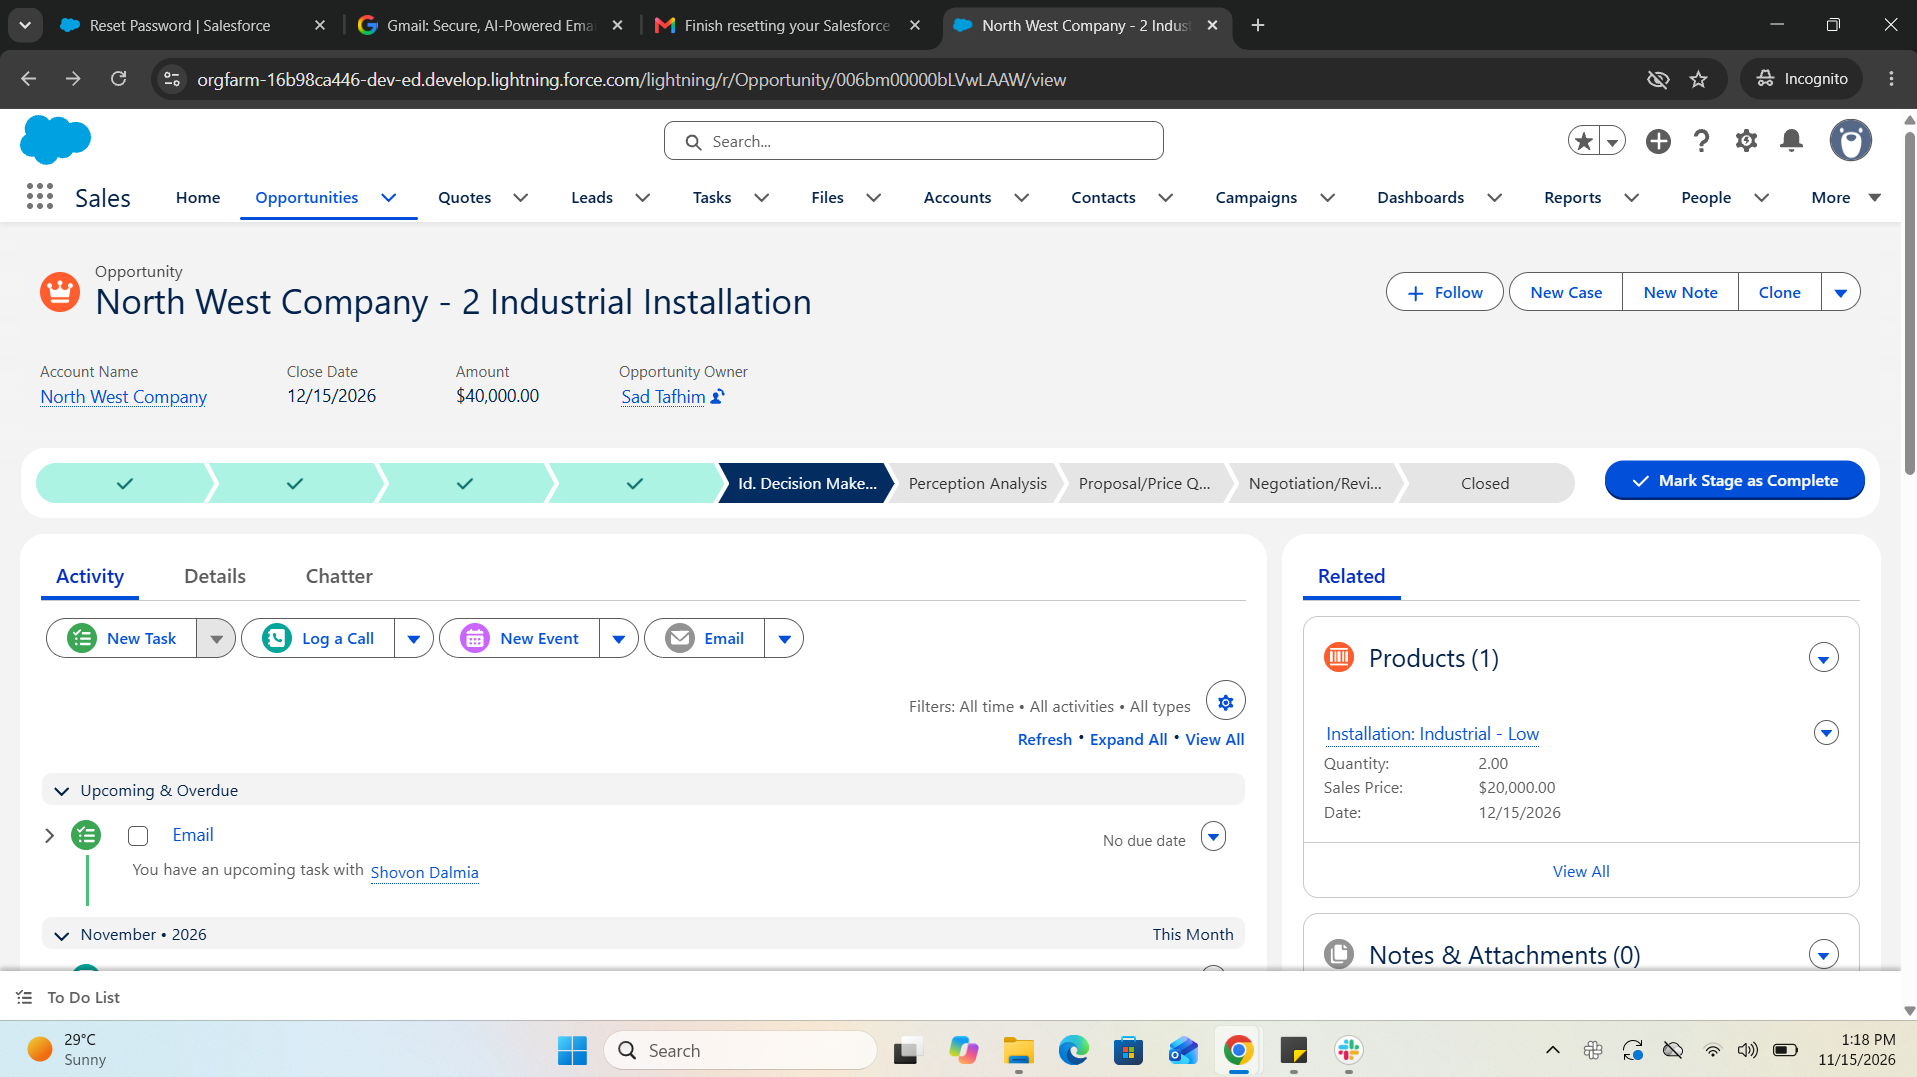 Reset Password | Salesforce
Gmail: Secure, AI-Powered Emai
Finish resetting your Salesforce
North West Company - 2 Indust
orgfarm-16b98ca446-dev-ed.develop.lightning.force.com/lightning/r/Opportunity/006bm00000bLVwLAAW/view
Incognito
Search...
Sales
Home
Opportunities
Quotes
Leads
Tasks
Files
Accounts
Contacts
Campaigns
Dashboards
Reports
People
More
Opportunity
North West Company - 2 Industrial Installation
Follow
New Case
New Note
Clone
Account Name
North West Company
Close Date
12/15/2026
Amount
$40,000.00
Opportunity Owner
Sad Tafhim
Id. Decision Make...
Perception Analysis
Proposal/Price Q...
Negotiation/Revi...
Closed
Mark Stage as Complete
Activity
Details
Chatter
New Task
Log a Call
New Event
Email
Filters: All time • All activities • All types
Refresh • Expand All • View All
Upcoming & Overdue
Email
No due date
You have an upcoming task with Shovon Dalmia
November • 2026
This Month
Related
Products (1)
Installation: Industrial - Low
Quantity: 2.00
Sales Price: $20,000.00
Date: 12/15/2026
View All
Notes & Attachments (0)
To Do List
29°C
Sunny
Search
1:18 PM
11/15/2026